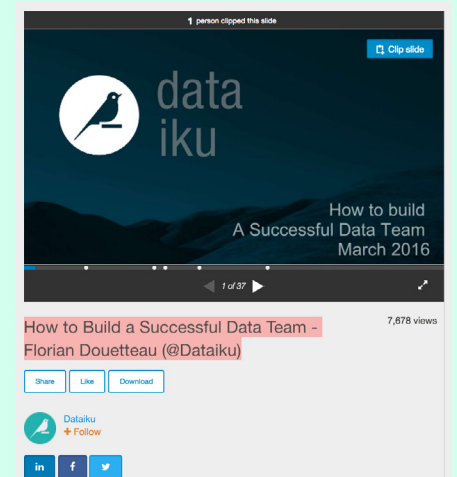 1 person clipped this slide
Clip slide
data
iku
How to build
A Successful Data Team
March 2016
1 of 37
How to Build a Successful Data Team -
Florian Douetteau (@Dataiku)
7,678 views
Share Like Download
Dataiku
+ Follow
in f